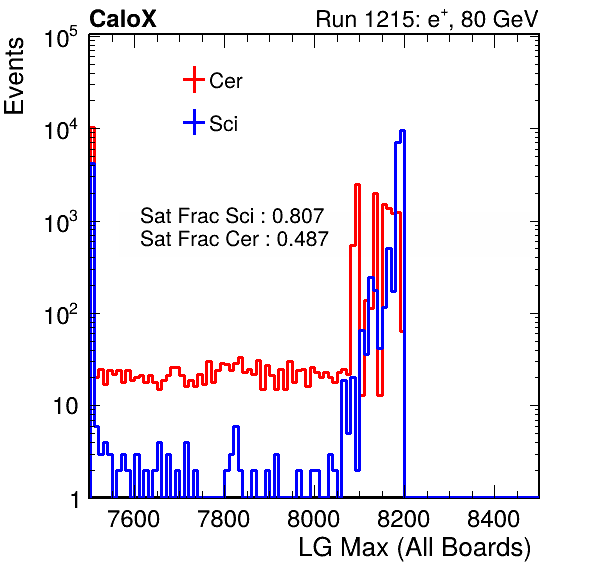 CaloX Run 1215: e⁺, 80 GeV
Events
10⁵
10⁴
10³
10²
10
1
Cer
Sci
Sat Frac Sci : 0.807
Sat Frac Cer : 0.487
7600 7800 8000 8200 8400
LG Max (All Boards)